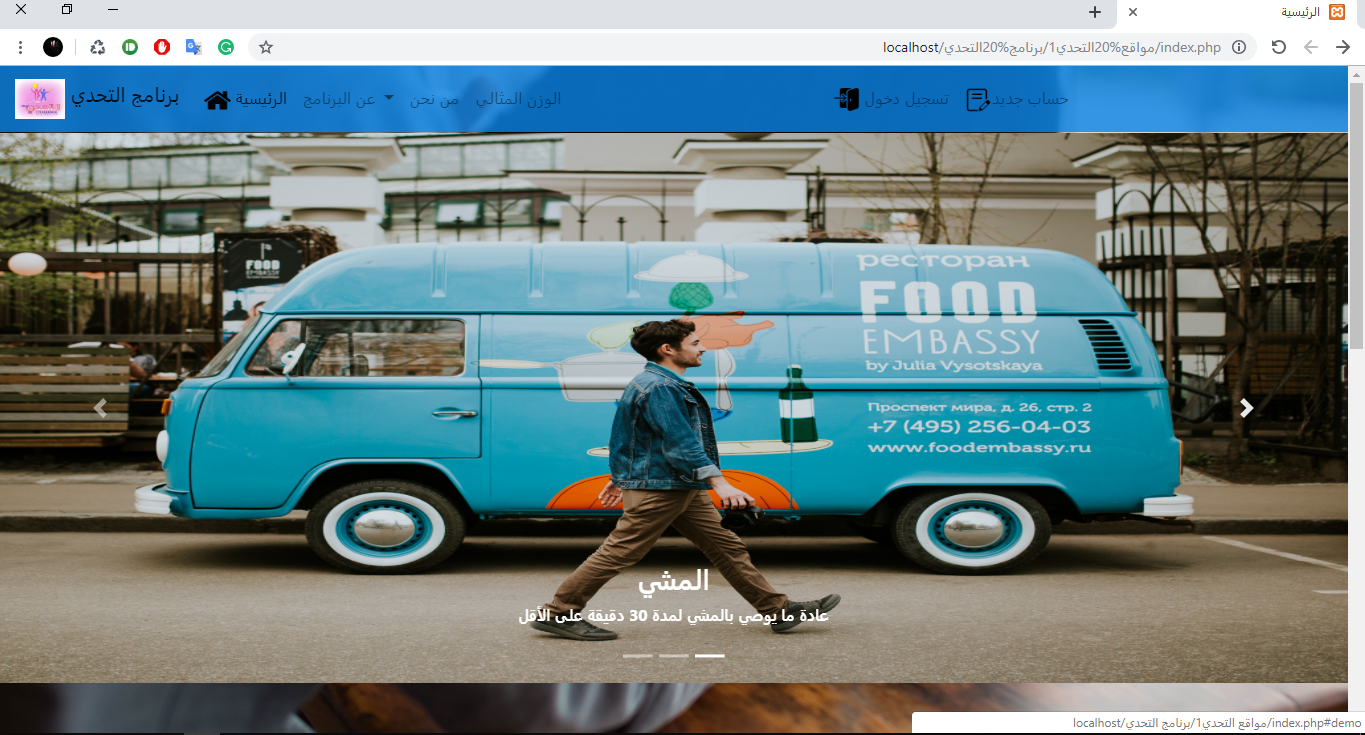 الرئيسية
localhost/مواقع%20التحدي1/برنامج%20التحدي/index.php
برنامج التحدي
الرئيسية
عن البرنامج
من نحن
الوزن المثالي
تسجيل دخول
حساب جديد
FOOD
EMBASSY
ресторан
FOOD
EMBASSY
by Julia Vysotskaya
Проспект мира, д. 26, стр. 2
+7 (495) 256-04-03
www.foodembassy.ru
المشي
عادة ما يوصي بالمشي لمدة 30 دقيقة على الأقل
localhost/مواقع التحدي1/برنامج التحدي/index.php#demo